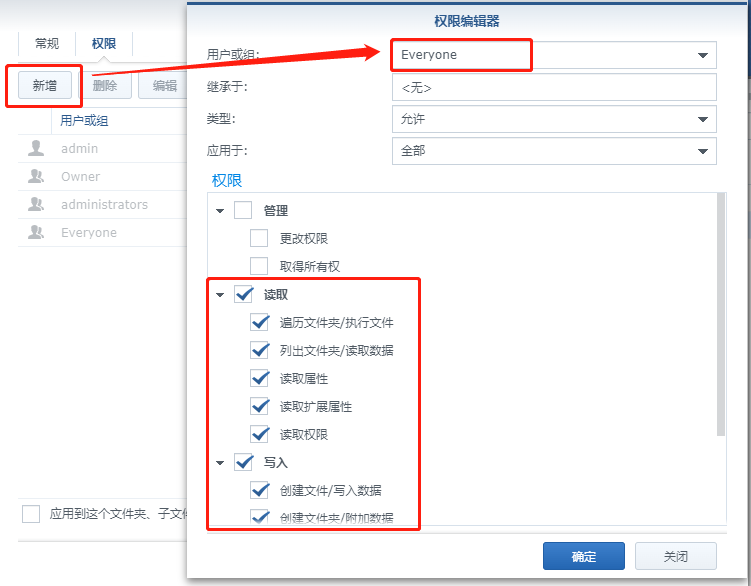 常规 权限
新增 删除 编辑
用户或组
admin
Owner
administrators
Everyone
应用到这个文件夹、子文件
权限编辑器
用户或组: Everyone
继承于: <无>
类型: 允许
应用于: 全部
权限
管理
更改权限
取得所有权
读取
遍历文件夹/执行文件
列出文件夹/读取数据
读取属性
读取扩展属性
读取权限
写入
创建文件/写入数据
创建文件夹/附加数据
确定 关闭